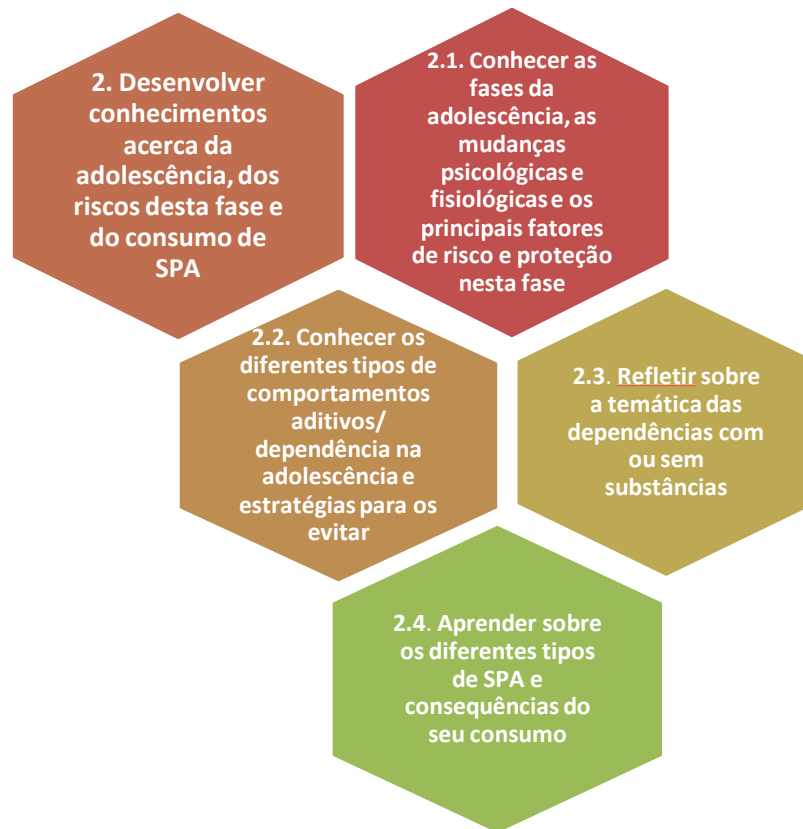 2. Desenvolver
conhecimentos
acerca da
adolescência, dos
riscos desta fase e
do consumo de
SPA
2.1. Conhecer as
fases da
adolescência, as
mudanças
psicológicas e
fisiológicas e os
principais fatores
de risco e proteção
nesta fase
2.2. Conhecer os
diferentes tipos de
comportamentos
aditivos/
dependência na
adolescência e
estratégias para os
evitar
2.3. Refletir sobre
a temática das
dependências com
ou sem
substâncias
2.4. Aprender sobre
os diferentes tipos
de SPA e
consequências do
seu consumo